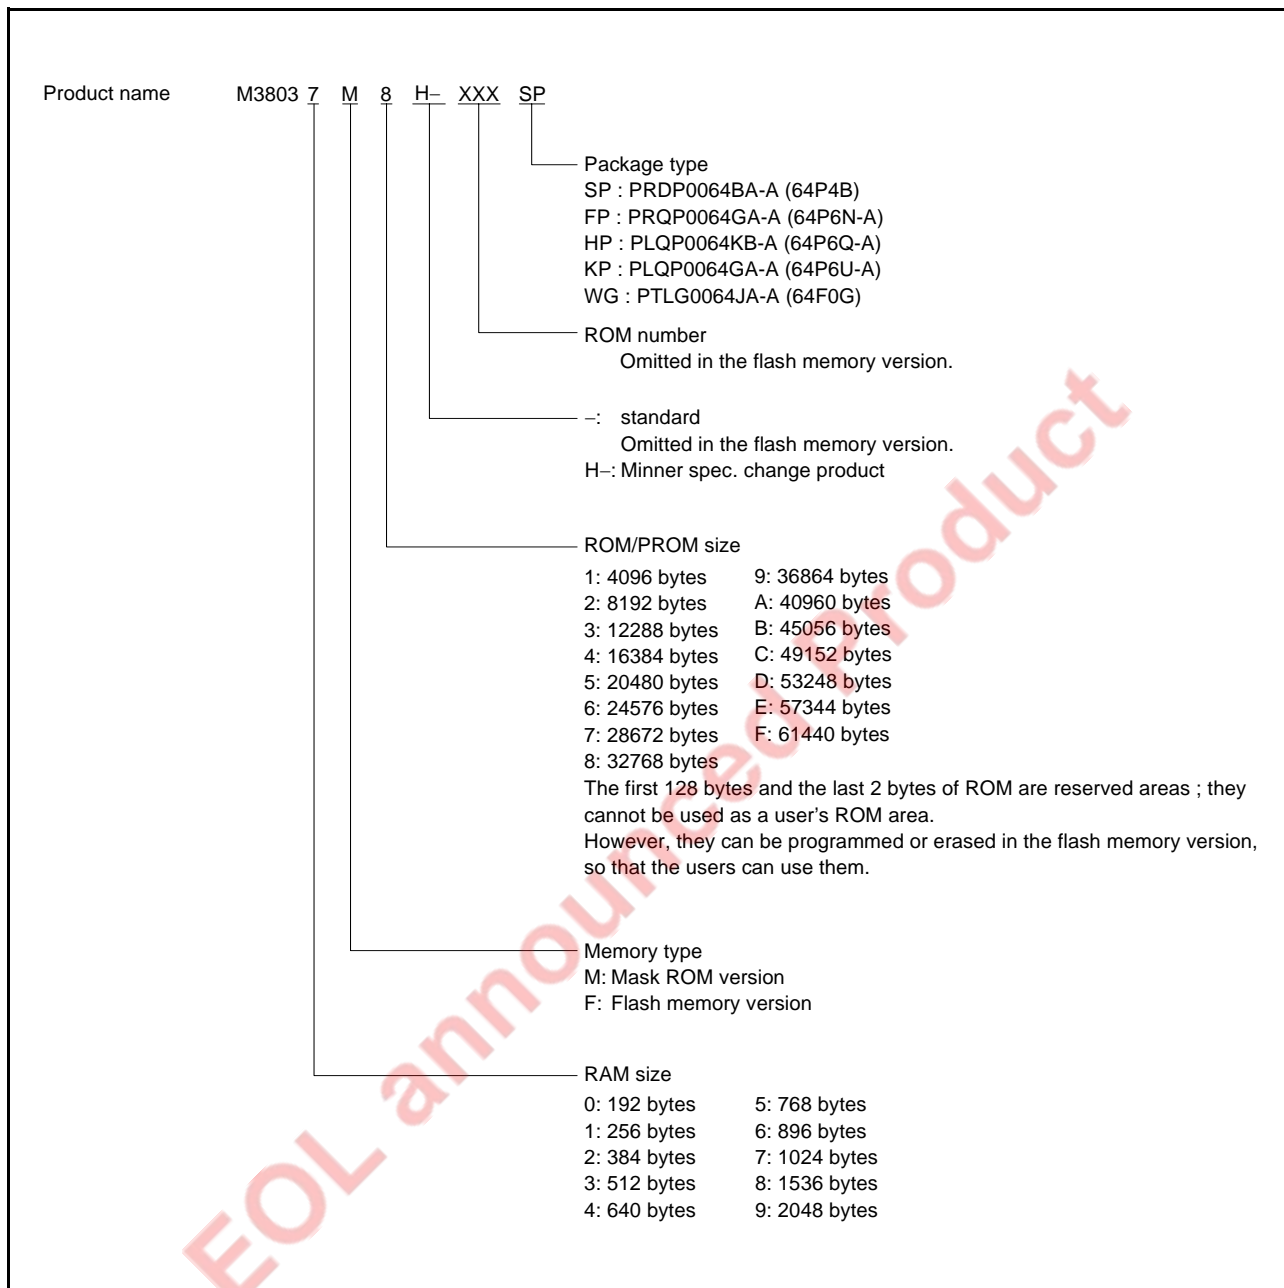 Product name M3803 7 M 8 H– XXX SP
Package type
SP : PRDP0064BA-A (64P4B)
FP : PRQP0064GA-A (64P6N-A)
HP : PLQP0064KB-A (64P6Q-A)
KP : PLQP0064GA-A (64P6U-A)
WG : PTLG0064JA-A (64F0G)
ROM number
Omitted in the flash memory version.
–: standard
Omitted in the flash memory version.
H–: Minner spec. change product
ROM/PROM size
1: 4096 bytes 9: 36864 bytes
2: 8192 bytes A: 40960 bytes
3: 12288 bytes B: 45056 bytes
4: 16384 bytes C: 49152 bytes
5: 20480 bytes D: 53248 bytes
6: 24576 bytes E: 57344 bytes
7: 28672 bytes F: 61440 bytes
8: 32768 bytes
The first 128 bytes and the last 2 bytes of ROM are reserved areas ; they
cannot be used as a user’s ROM area.
However, they can be programmed or erased in the flash memory version,
so that the users can use them.
Memory type
M: Mask ROM version
F: Flash memory version
RAM size
0: 192 bytes 5: 768 bytes
1: 256 bytes 6: 896 bytes
2: 384 bytes 7: 1024 bytes
3: 512 bytes 8: 1536 bytes
4: 640 bytes 9: 2048 bytes
EOL announced Product